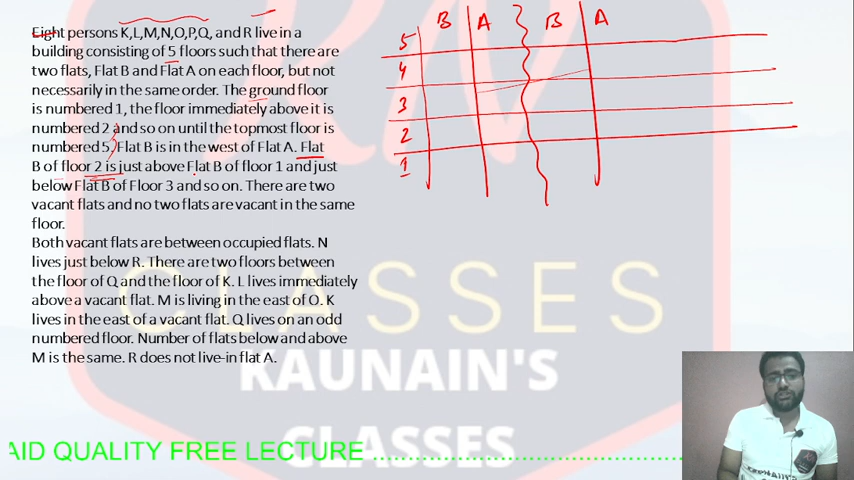 Eight persons K,L,M,N,O,P,Q, and R live in a
building consisting of 5 floors such that there are
two flats, Flat B and Flat A on each floor, but not
necessarily in the same order. The ground floor
is numbered 1, the floor immediately above it is
numbered 2 and so on until the topmost floor is
numbered 5. Flat B is in the west of Flat A. Flat
B of floor 2 is just above Flat B of floor 1 and just
below Flat B of Floor 3 and so on. There are two
vacant flats and no two flats are vacant in the same
floor.
Both vacant flats are between occupied flats. N
lives just below R. There are two floors between
the floor of Q and the floor of K. L lives immediately
above a vacant flat. M is living in the east of O. K
lives in the east of a vacant flat. Q lives on an odd
numbered floor. Number of flats below and above
M is the same. R does not live-in flat A.
B A B A
5
4
3
2
1
CLASSES
KAUNAIN'S
CLASSES
AID QUALITY FREE LECTURE ..........................................